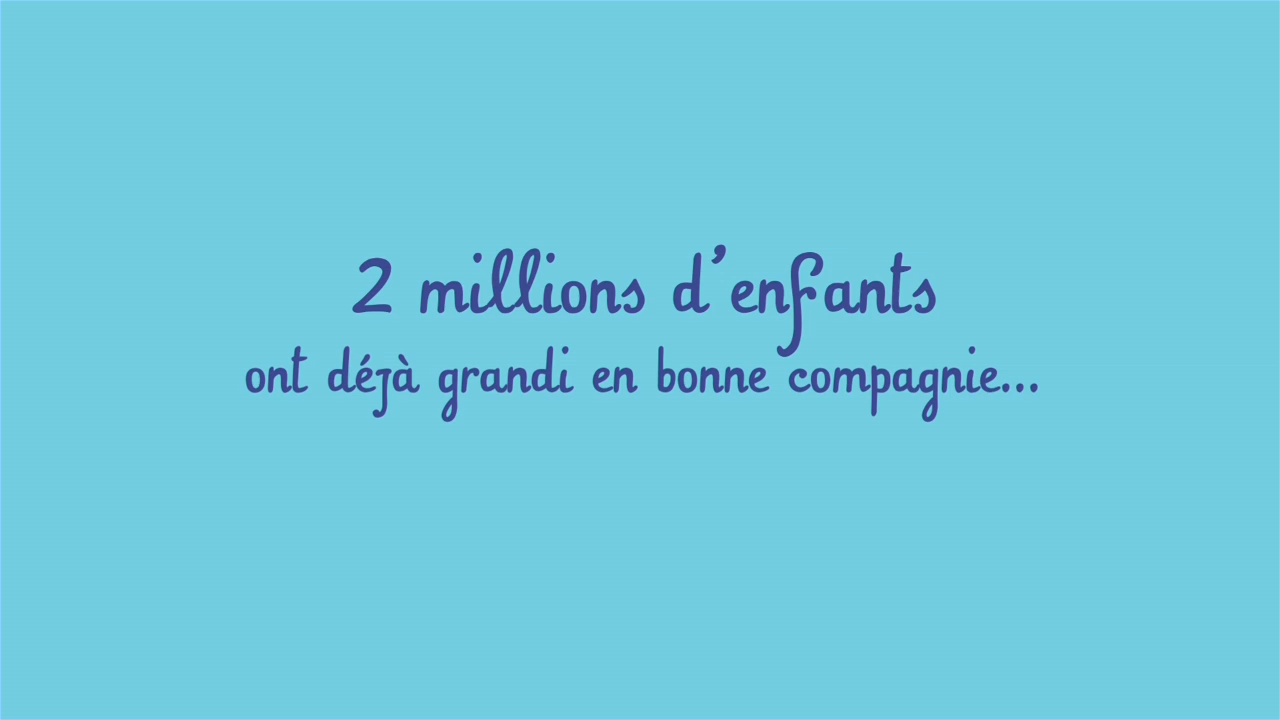 2 millions d’enfants
ont déjà grandi en bonne compagnie...